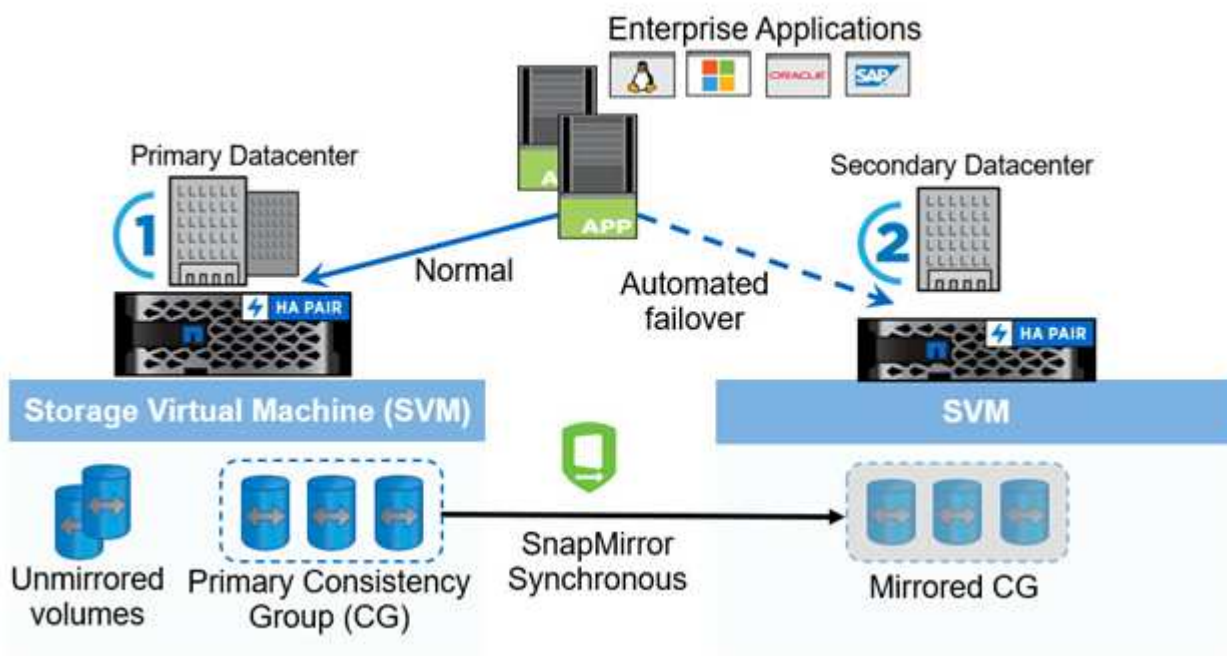 Enterprise Applications
ORACLE
SAP
Primary Datacenter
Secondary Datacenter
1
A
APP
2
Normal
Automated
failover
HA PAIR
HA PAIR
Storage Virtual Machine (SVM)
SVM
Unmirrored
volumes
Primary Consistency
Group (CG)
SnapMirror
Synchronous
Mirrored CG